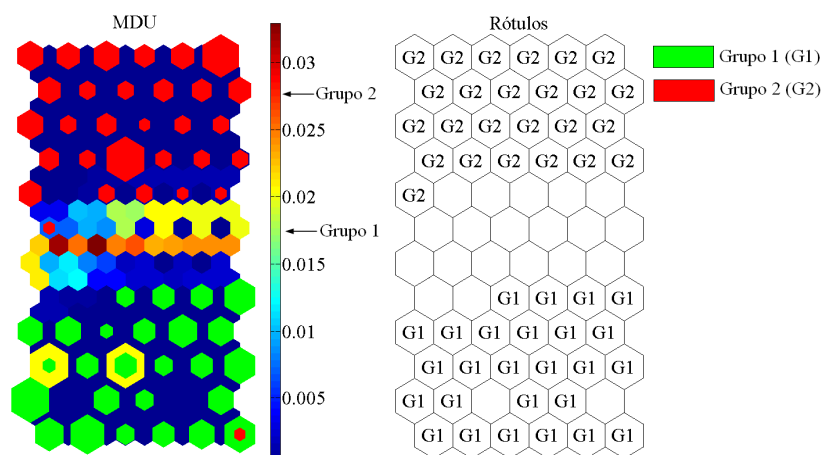 MDU
0.03
0.025
0.02
0.015
0.01
0.005
Grupo 2
Grupo 1
Rótulos
G2 G2 G2 G2 G2 G2
G2 G2 G2 G2 G2 G2
G2 G2 G2 G2 G2 G2
G2 G2 G2 G2 G2 G2
G2
G1 G1 G1 G1
G1 G1 G1 G1 G1 G1
G1 G1 G1 G1 G1 G1
G1 G1 G1 G1
G1 G1 G1 G1 G1 G1
Grupo 1 (G1)
Grupo 2 (G2)